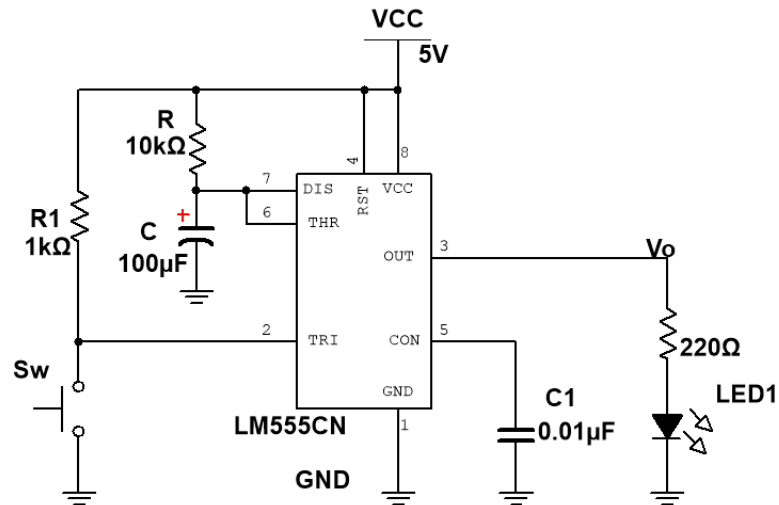 VCC
5V
R
10kΩ
4
8
7
DIS
RST
VCC
R1
1kΩ
+
C
100µF
6
THR
OUT
3
Vo
2
TRI
CON
5
220Ω
Sw
GND
LED1
LM555CN
1
C1
0.01µF
GND